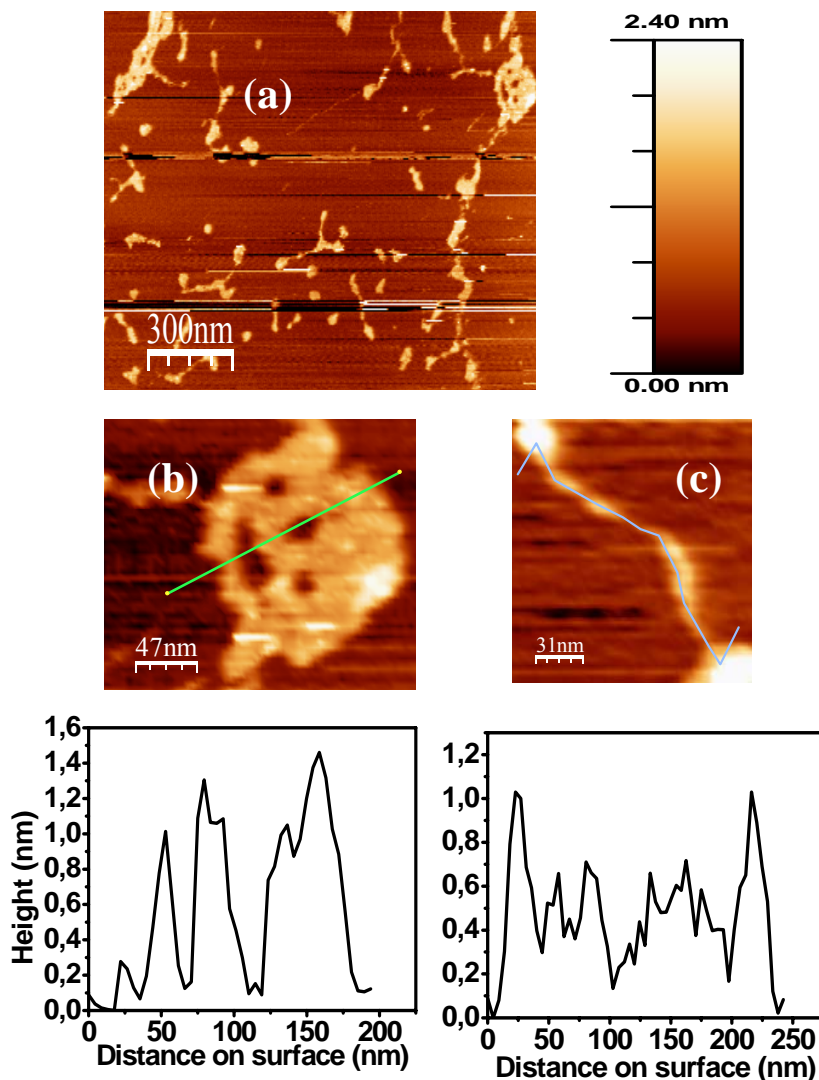 2.40 nm
(a)
300nm
0.00 nm
(b)
(c)
47nm
31nm
1,6
1,4
1,2
1,0
0,8
0,6
0,4
0,2
0,0
Height (nm)
0 50 100 150 200
Distance on surface (nm)
1,2
1,0
0,8
0,6
0,4
0,2
0,0
0 50 100 150 200 250
Distance on surface (nm)